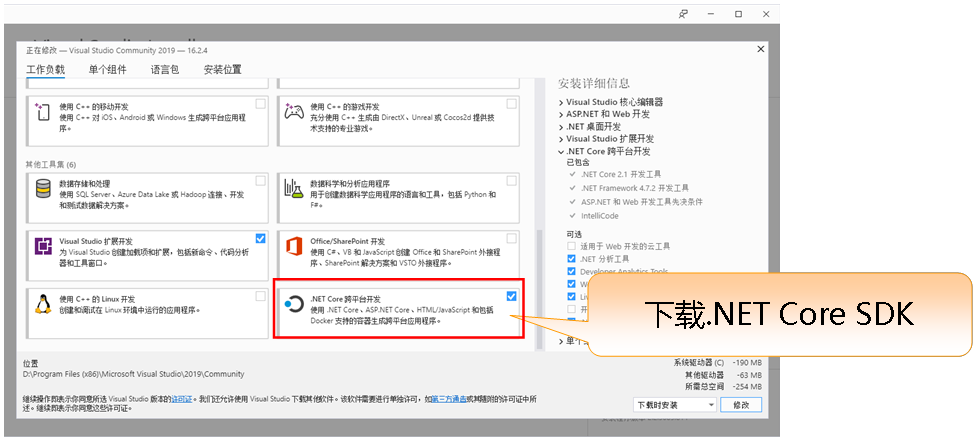 正在修改 — Visual Studio Community 2019 — 16.2.4
工作负载 单个组件 语言包 安装位置
使用 C++ 的移动开发
使用 C++ 对 iOS、Android 或 Windows 生成跨平台应用程序。
使用 C++ 的游戏开发
充分使用 C++ 生成由 DirectX、Unreal 或 Cocos2d 提供技术支持的专业游戏。
其他工具集 (6)
数据存储和处理
使用 SQL Server、Azure Data Lake 或 Hadoop 连接、开发和测试数据解决方案。
数据科学和分析应用程序
用于创建数据科学应用程序的语言和工具，包括 Python 和 F#。
Visual Studio 扩展开发
为 Visual Studio 创建加载项和扩展，包括新命令、代码分析器和工具窗口。
Office/SharePoint 开发
使用 C#、VB 和 JavaScript 创建 Office 和 SharePoint 外接程序、SharePoint 解决方案和 VSTO 外接程序。
使用 C++ 的 Linux 开发
创建和调试在 Linux 环境中运行的应用程序。
.NET Core 跨平台开发
使用 .NET Core、ASP.NET Core、HTML/JavaScript 和包括 Docker 支持的容器生成跨平台应用程序。
安装详细信息
Visual Studio 核心编辑器
ASP.NET 和 Web 开发
.NET 桌面开发
Visual Studio 扩展开发
.NET Core 跨平台开发
已包含
.NET Core 2.1 开发工具
.NET Framework 4.7.2 开发工具
ASP.NET 和 Web 开发工具先决条件
IntelliCode
可选
适用于 Web 开发的云工具
.NET 分析工具
Developer Analytics Tools
下载.NET Core SDK
位置
D:\Program Files (x86)\Microsoft Visual Studio\2019\Community
系统驱动器 (C) -190 MB
其他驱动器 -63 MB
所需总空间 -254 MB
继续操作即表示你同意所选 Visual Studio 版本的许可证。我们还允许使用 Visual Studio 下载其他软件。该软件需要进行单独许可，如第三方通告或其随附的许可证中所述。继续即表示你同意这些许可证。
下载时安装 修改